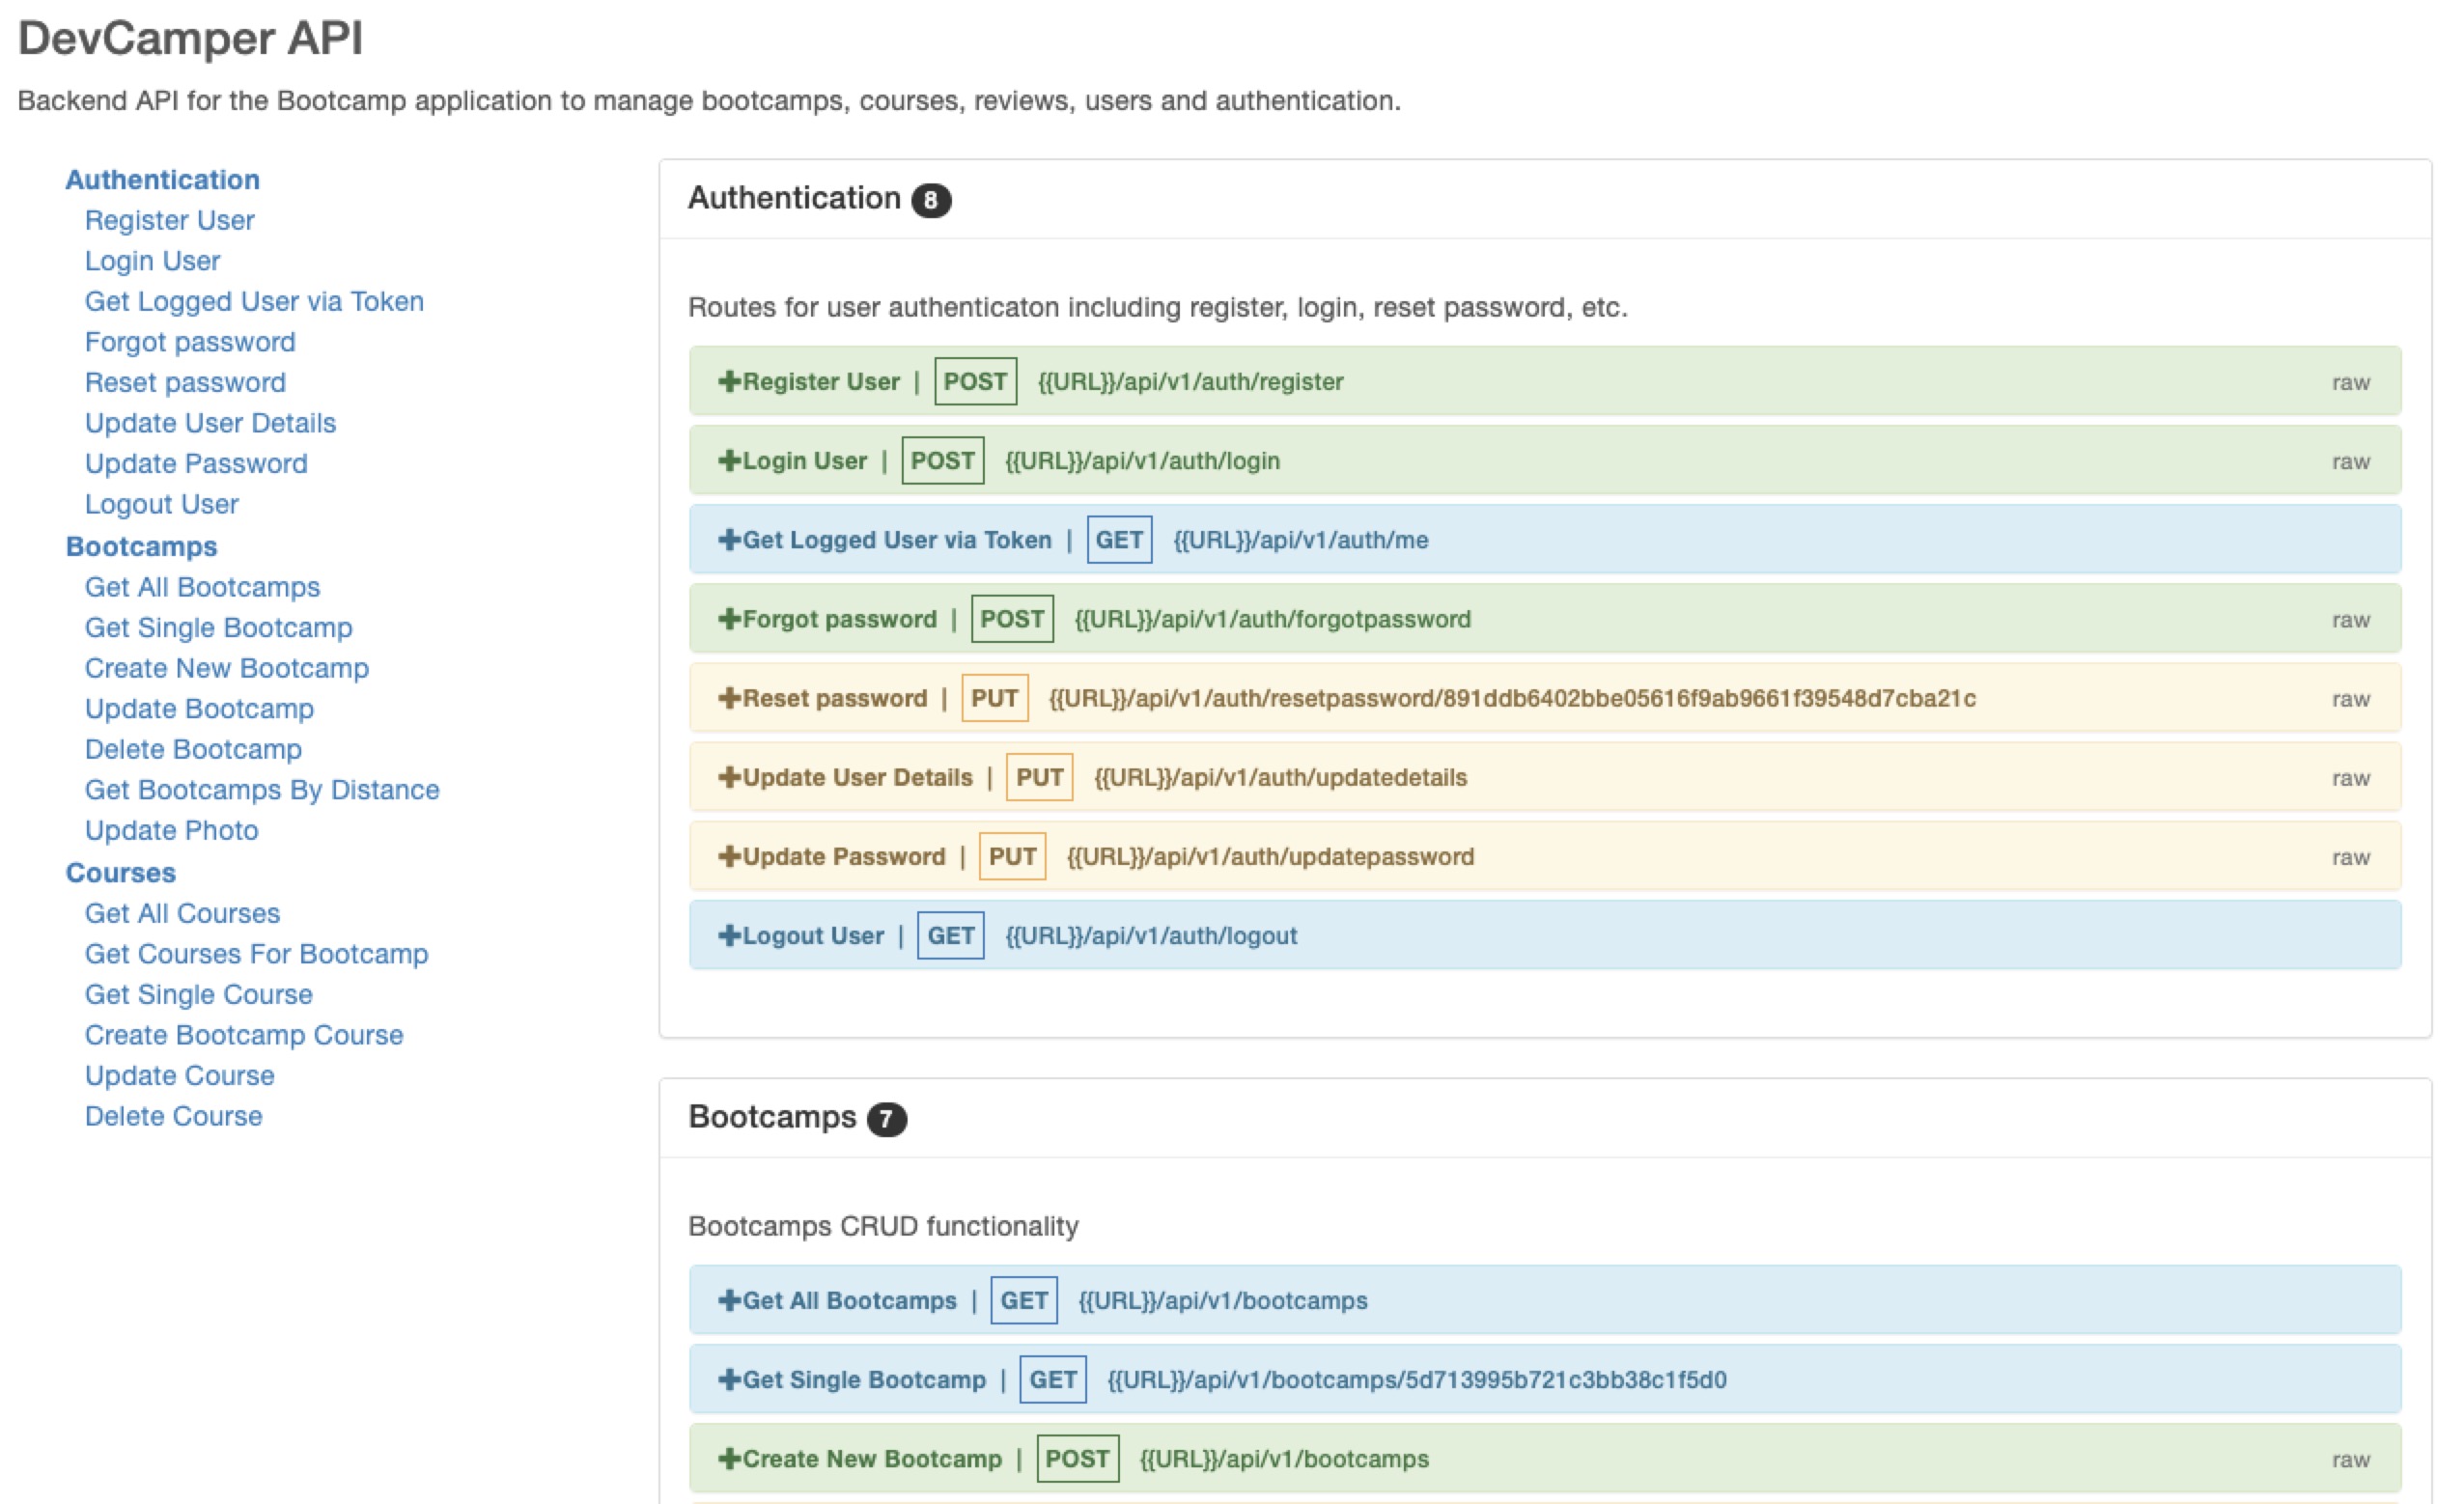 DevCamper API
Backend API for the Bootcamp application to manage bootcamps, courses, reviews, users and authentication.
Authentication
Register User
Login User
Get Logged User via Token
Forgot password
Reset password
Update User Details
Update Password
Logout User
Bootcamps
Get All Bootcamps
Get Single Bootcamp
Create New Bootcamp
Update Bootcamp
Delete Bootcamp
Get Bootcamps By Distance
Update Photo
Courses
Get All Courses
Get Courses For Bootcamp
Get Single Course
Create Bootcamp Course
Update Course
Delete Course
Authentication 8
Routes for user authenticaton including register, login, reset password, etc.
+Register User | POST {{URL}}/api/v1/auth/register raw
+Login User | POST {{URL}}/api/v1/auth/login raw
+Get Logged User via Token | GET {{URL}}/api/v1/auth/me
+Forgot password | POST {{URL}}/api/v1/auth/forgotpassword raw
+Reset password | PUT {{URL}}/api/v1/auth/resetpassword/891ddb6402bbe05616f9ab9661f39548d7cba21c raw
+Update User Details | PUT {{URL}}/api/v1/auth/updatedetails raw
+Update Password | PUT {{URL}}/api/v1/auth/updatepassword raw
+Logout User | GET {{URL}}/api/v1/auth/logout
Bootcamps 7
Bootcamps CRUD functionality
+Get All Bootcamps | GET {{URL}}/api/v1/bootcamps
+Get Single Bootcamp | GET {{URL}}/api/v1/bootcamps/5d713995b721c3bb38c1f5d0
+Create New Bootcamp | POST {{URL}}/api/v1/bootcamps raw